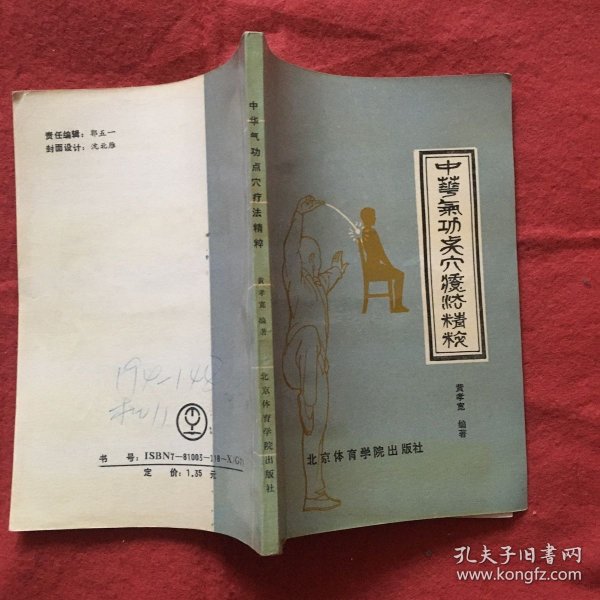 责任编辑：郭五一
封面设计：沈北雁
书 号：ISBN7-81003-118-X/G
定 价：1.35 元
中华气功点穴疗法精粹
黄孝宽 编著
北京体育学院出版社
中華氣功点穴療法精粹
黄孝宽 编著
北京体育学院出版社
孔夫子旧书网
www.kongfz.com